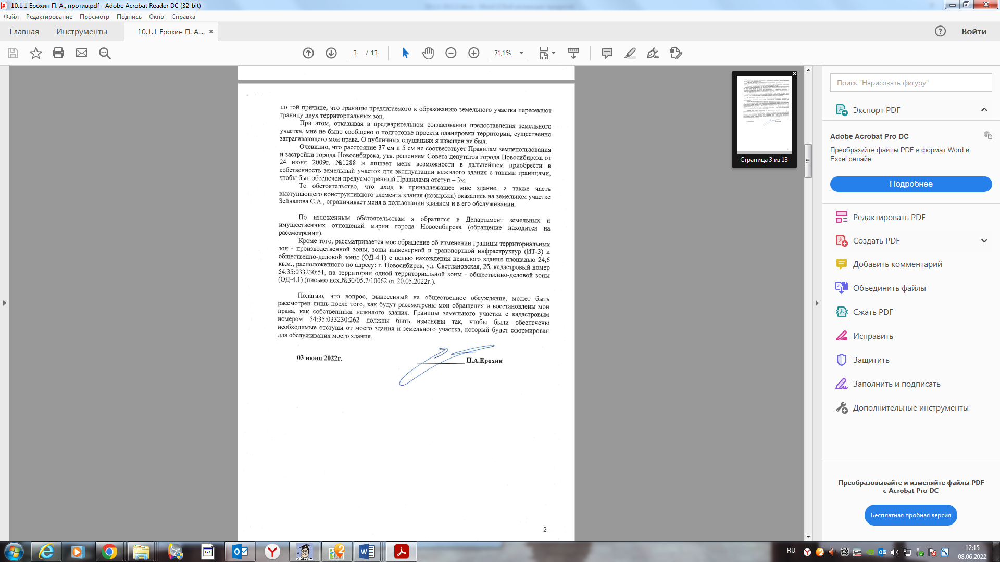 10.1.1 Ерохин П. А., против.pdf - Adobe Acrobat Reader DC (32-bit)
Файл Редактирование Просмотр Подпись Окно Справка
Главная Инструменты 10.1.1 Ерохин П. А.... Войти
3 / 13 71,1%
по той причине, что границы предлагаемого к образованию земельного участка пересекают
границу двух территориальных зон.
При этом, отказывая в предварительном согласовании предоставления земельного
участка, мне не было сообщено о подготовке проекта планировки территории, существенно
затрагивающего мои права. О публичных слушаниях я извещен не был.
Очевидно, что расстояние 37 см и 5 см не соответствует Правилам землепользования
и застройки города Новосибирска, утв. решением Совета депутатов города Новосибирска от
24 июня 2009г. №1288 и лишает меня возможности в дальнейшем приобрести в
собственность земельный участок для эксплуатации нежилого здания с такими границами,
чтобы был обеспечен предусмотренный Правилами отступ – 3м.
То обстоятельство, что вход в принадлежащее мне здание, а также часть
выступающего конструктивного элемента здания (козырька) оказались на земельном участке
Зейналова С.А., ограничивает меня в пользовании зданием и в его обслуживании.
По изложенным обстоятельствам я обратился в Департамент земельных и
имущественных отношений мэрии города Новосибирска (обращение находится на
рассмотрении).
Кроме того, рассматривается мое обращение об изменении границы территориальных
зон - производственной зоны, зоны инженерной и транспортной инфраструктур (ИТ-3) и
общественно-деловой зоны (ОД-4.1) с целью нахождения нежилого здания площадью 24,6
кв.м., расположенного по адресу: г. Новосибирск, ул. Светлановская, 2б, кадастровый номер
54:35:033230:51, на территории одной территориальной зоны - общественно-деловой зоны
(ОД-4.1) (письмо исх.№30/05.7/10062 от 20.05.2022г.).
Полагаю, что вопрос, вынесенный на общественное обсуждение, может быть
рассмотрен лишь после того, как будут рассмотрены мои обращения и восстановлены мои
права, как собственника нежилого здания. Границы земельного участка с кадастровым
номером 54:35:033230:262 должны быть изменены так, чтобы были обеспечены
необходимые отступы от моего здания и земельного участка, который будет сформирован
для обслуживания моего здания.
03 июня 2022г. П.А.Ерохин
2
Страница 3 из 13
Поиск "Нарисовать фигуру"
Экспорт PDF
Adobe Acrobat Pro DC
Преобразуйте файлы PDF в формат Word и
Excel онлайн
Подробнее
Редактировать PDF
Создать PDF
Добавить комментарий
Объединить файлы
Сжать PDF
Исправить
Защитить
Заполнить и подписать
Дополнительные инструменты
Преобразовывайте и изменяйте файлы PDF
с Acrobat Pro DC
Бесплатная пробная версия
RU
12:15
08.06.2022